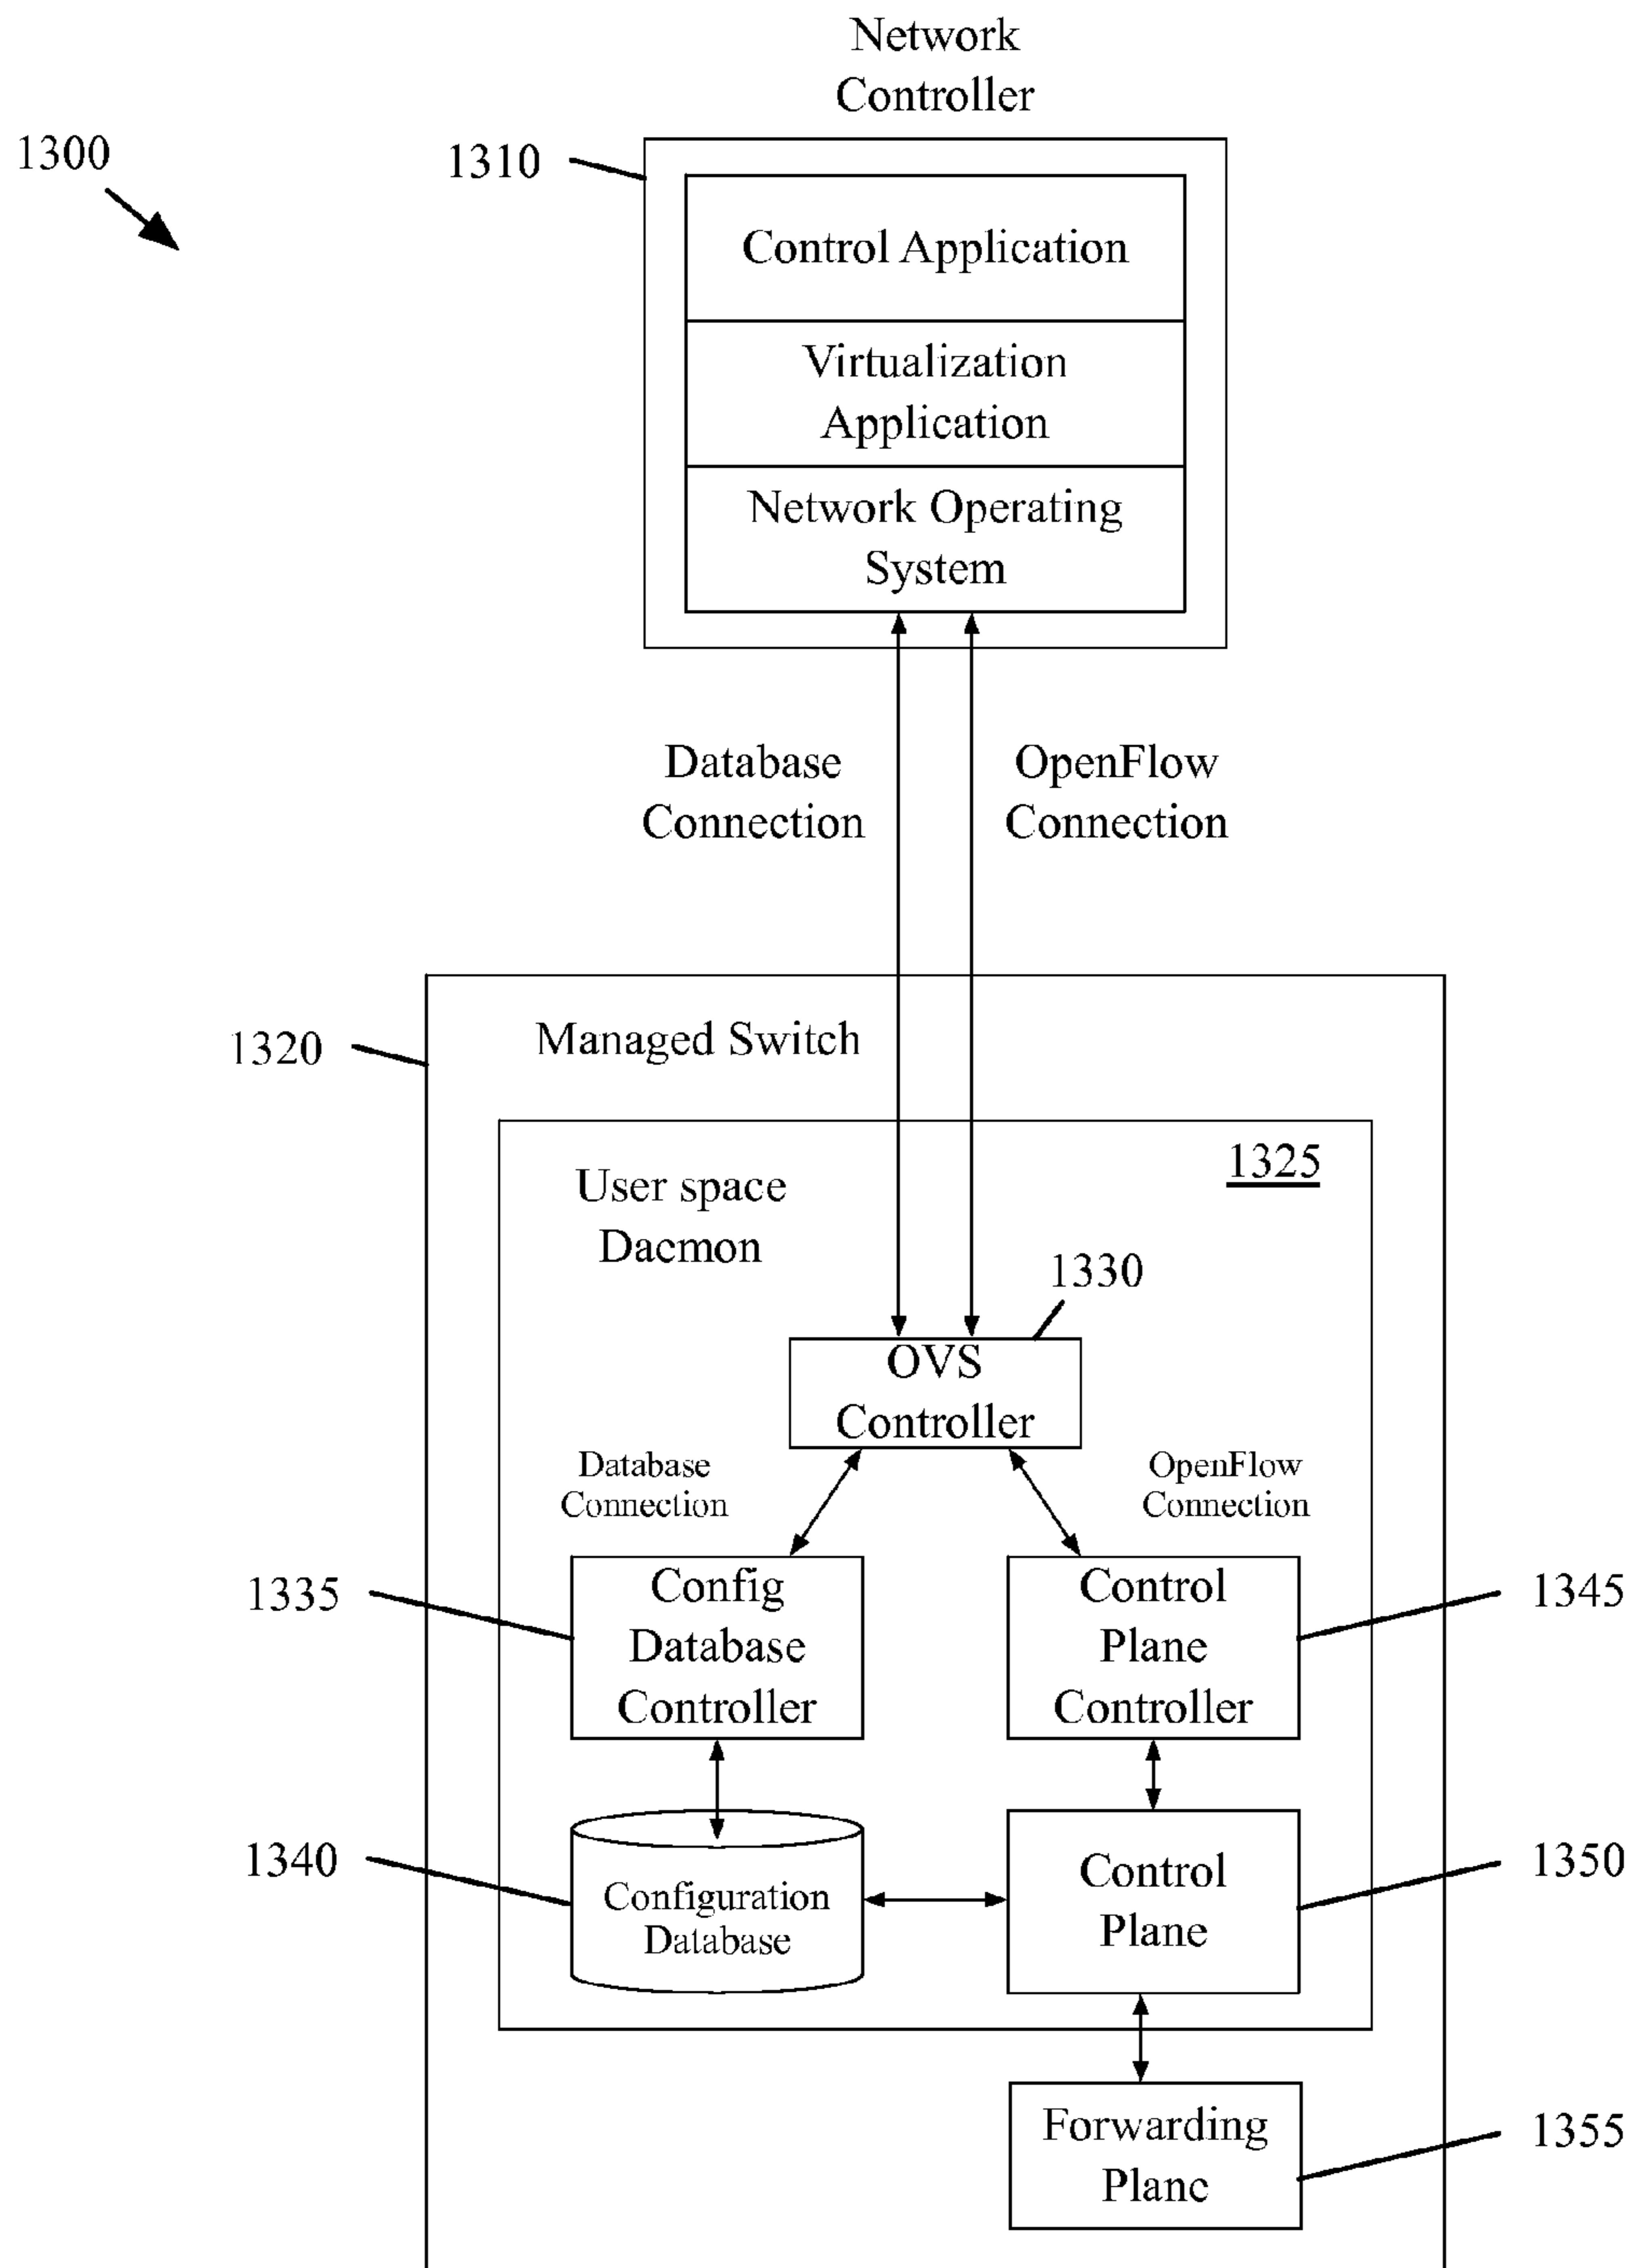 Network
Controller
1300
1310
Control Application
Virtualization
Application
Network Operating
System
Database
Connection
OpenFlow
Connection
1320
Managed Switch
1325
User space
Dacmon
1330
OVS
Controller
Database
Connection
OpenFlow
Connection
1335
Config
Database
Controller
Control
Plane
Controller
1345
1340
Configuration
Database
Control
Plane
1350
Forwarding
Planc
1355